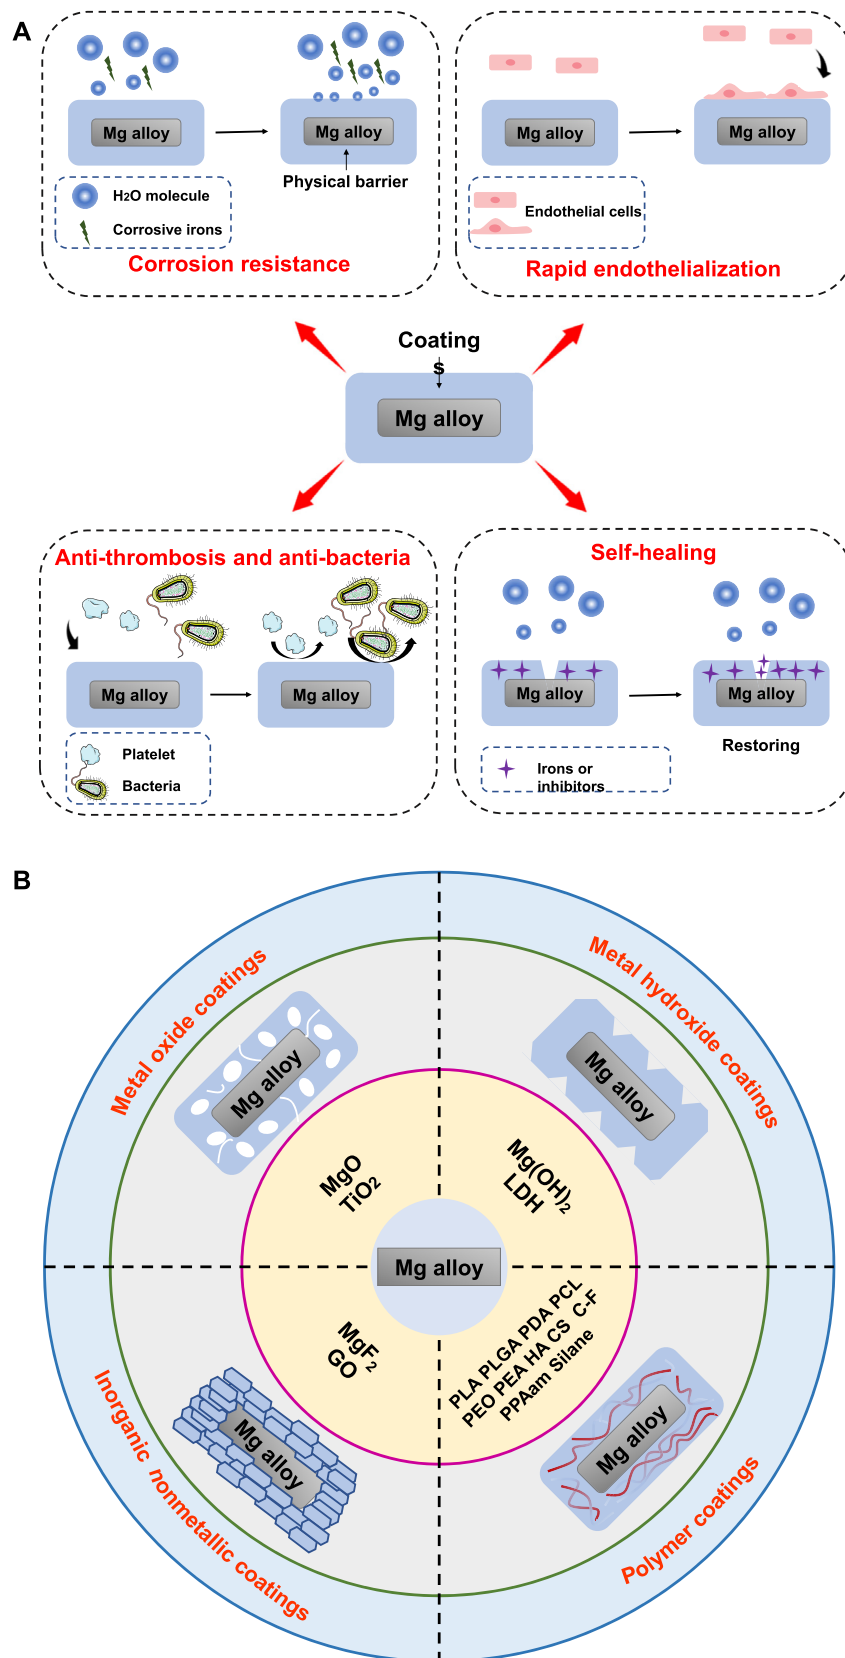 A
Mg alloy
Mg alloy
Physical barrier
H2O molecule
Corrosive irons
Corrosion resistance
Mg alloy
Mg alloy
Endothelial cells
Rapid endothelialization
Coating
s
Mg alloy
Anti-thrombosis and anti-bacteria
Mg alloy
Mg alloy
Platelet
Bacteria
Self-healing
Mg alloy
Mg alloy
Restoring
Irons or
inhibitors
B
Metal oxide coatings
Metal hydroxide coatings
Mg alloy
Mg alloy
MgO
TiO2
Mg(OH)2
LDH
Mg alloy
MgF2
GO
PLA PLGA PDA PCL
PEO PEA HA CS C-F
PPAam Silane
Mg alloy
Mg alloy
Inorganic nonmetallic coatings
Polymer coatings